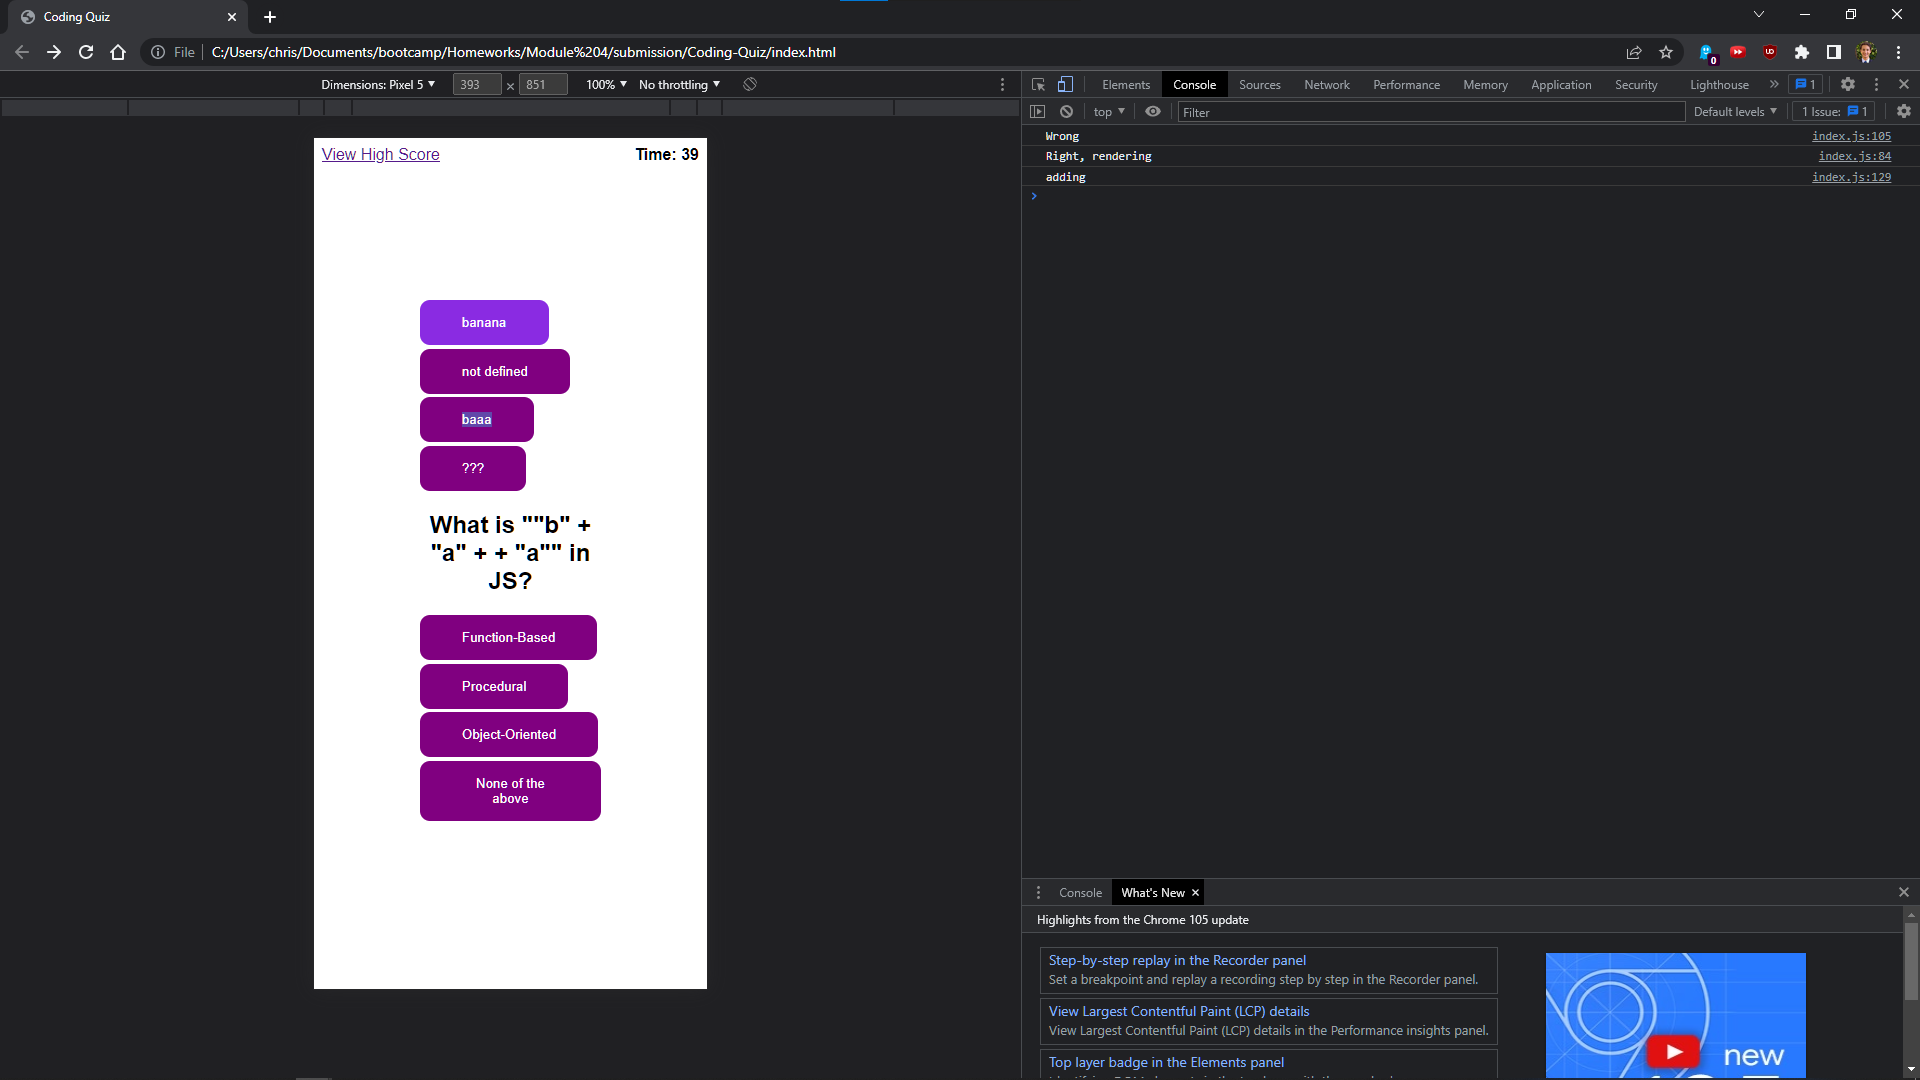 Coding Quiz
File
C:/Users/chris/Documents/bootcamp/Homeworks/Module%204/submission/Coding-Quiz/index.html
0
Dimensions: Pixel 5
393 × 851
100%
No throttling
View High Score
Time: 39
banana
not defined
baaa
???
What is ""b" +
"a" + + "a"" in
JS?
Function-Based
Procedural
Object-Oriented
None of the
above
Elements
Console
Sources
Network
Performance
Memory
Application
Security
Lighthouse
1
top
Filter
Default levels
1 Issue: 1
Wrong index.js:105
Right, rendering index.js:84
adding index.js:129
Console
What's New
Highlights from the Chrome 105 update
Step-by-step replay in the Recorder panel
Set a breakpoint and replay a recording step by step in the Recorder panel.
View Largest Contentful Paint (LCP) details
View Largest Contentful Paint (LCP) details in the Performance insights panel.
Top layer badge in the Elements panel
new